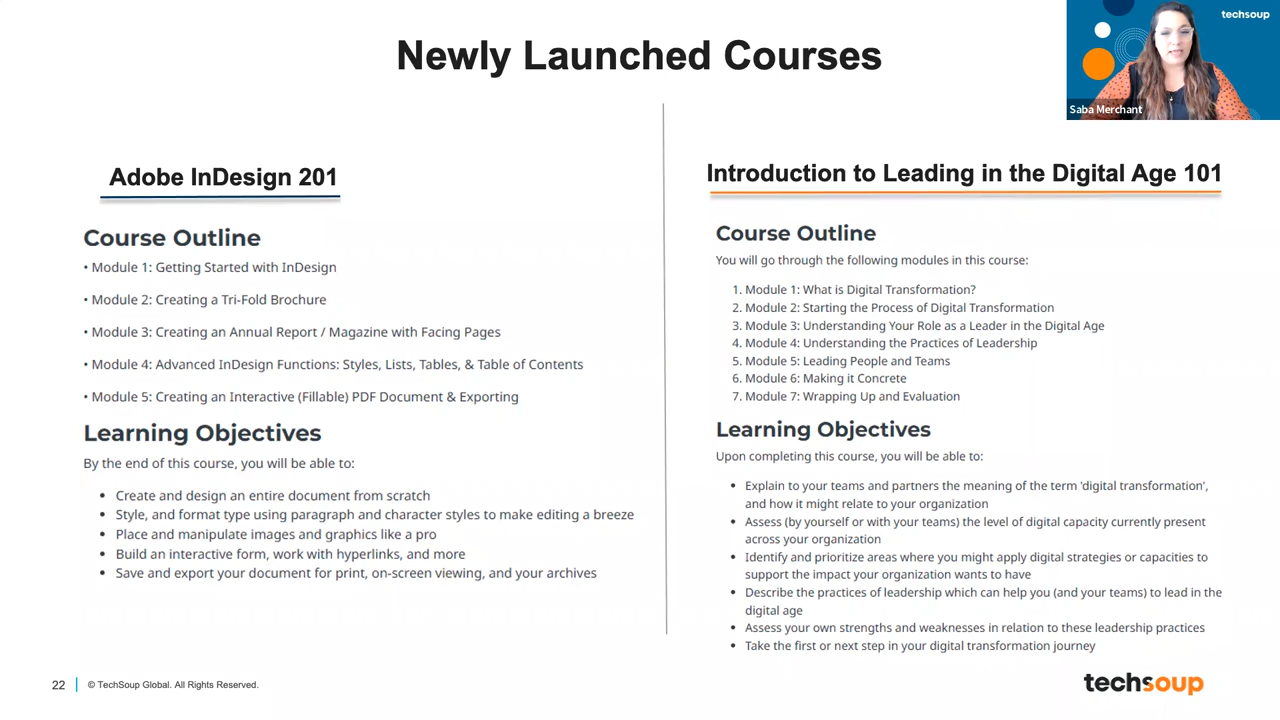 Newly Launched Courses
techsoup
Saba Merchant
Adobe InDesign 201
Course Outline
• Module 1: Getting Started with InDesign
• Module 2: Creating a Tri-Fold Brochure
• Module 3: Creating an Annual Report / Magazine with Facing Pages
• Module 4: Advanced InDesign Functions: Styles, Lists, Tables, & Table of Contents
• Module 5: Creating an Interactive (Fillable) PDF Document & Exporting
Learning Objectives
By the end of this course, you will be able to:
• Create and design an entire document from scratch
• Style, and format type using paragraph and character styles to make editing a breeze
• Place and manipulate images and graphics like a pro
• Build an interactive form, work with hyperlinks, and more
• Save and export your document for print, on-screen viewing, and your archives
Introduction to Leading in the Digital Age 101
Course Outline
You will go through the following modules in this course:
1. Module 1: What is Digital Transformation?
2. Module 2: Starting the Process of Digital Transformation
3. Module 3: Understanding Your Role as a Leader in the Digital Age
4. Module 4: Understanding the Practices of Leadership
5. Module 5: Leading People and Teams
6. Module 6: Making it Concrete
7. Module 7: Wrapping Up and Evaluation
Learning Objectives
Upon completing this course, you will be able to:
• Explain to your teams and partners the meaning of the term 'digital transformation',
and how it might relate to your organization
• Assess (by yourself or with your teams) the level of digital capacity currently present
across your organization
• Identify and prioritize areas where you might apply digital strategies or capacities to
support the impact your organization wants to have
• Describe the practices of leadership which can help you (and your teams) to lead in the
digital age
• Assess your own strengths and weaknesses in relation to these leadership practices
• Take the first or next step in your digital transformation journey
22
© TechSoup Global. All Rights Reserved.
techsoup